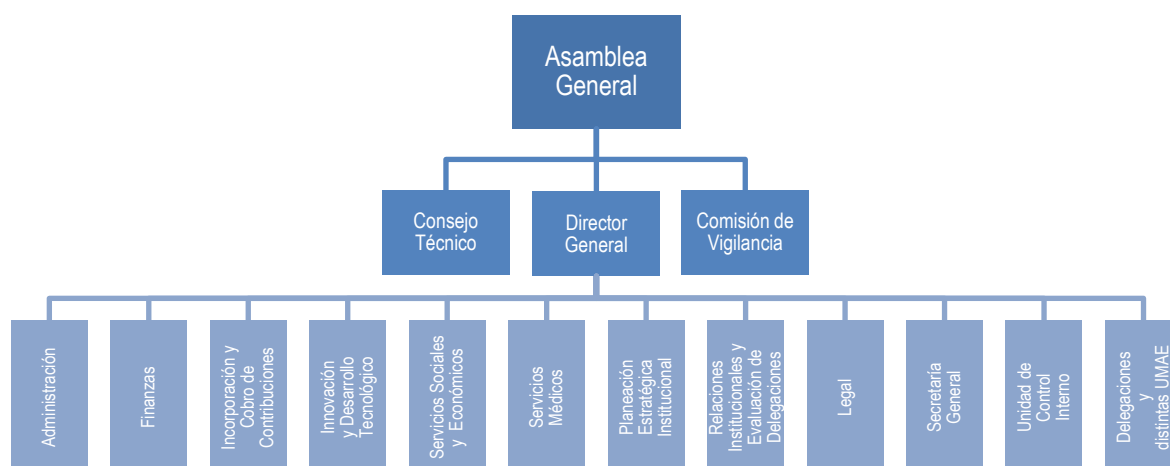 Asamblea
General
Consejo
Técnico
Director
General
Comisión de
Vigilancia
Administración
Finanzas
Incorporación y
Cobro de
Contribuciones
Innovación
y Desarrollo
Tecnológico
Servicios Sociales
y Económicos
Servicios
Médicos
Planeación
Estratégica
Institucional
Relaciones
Institucionales y
Evaluación de
Delegaciones
Legal
Secretaría
General
Unidad de
Control
Interno
Delegaciones
y
distintas UMAE